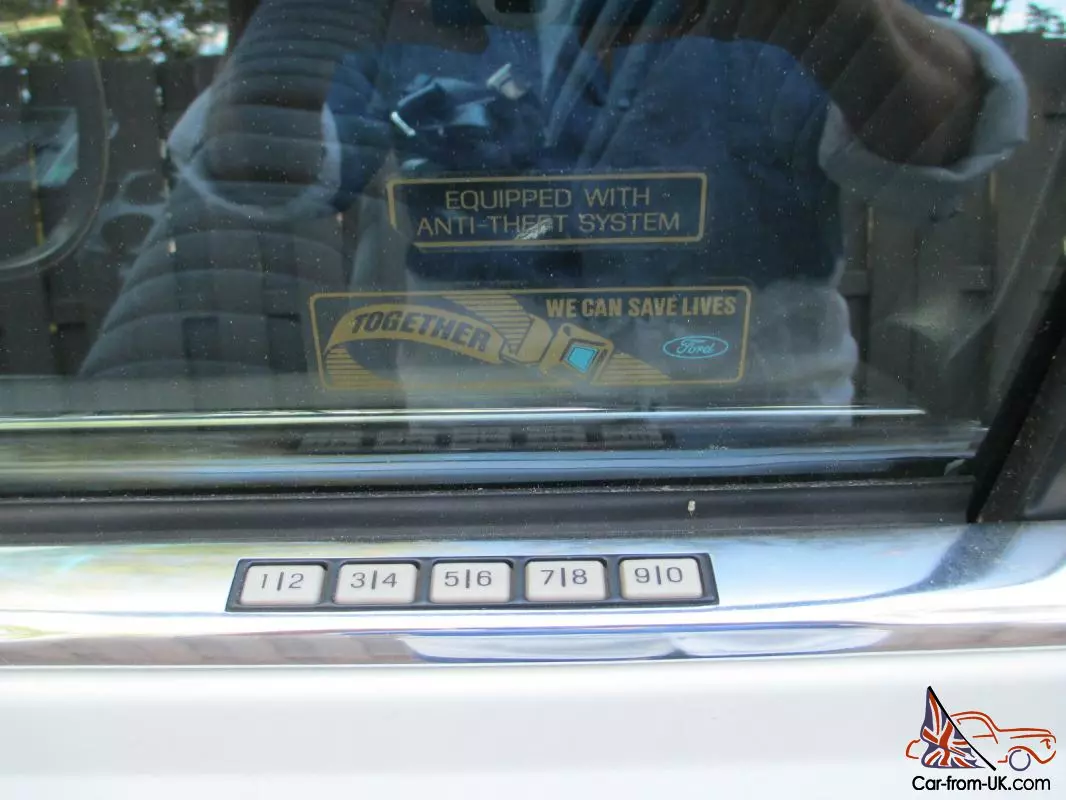 EQUIPPED WITH
ANTI-THEFT SYSTEM
WE CAN SAVE LIVES
TOGETHER
Ford
1|2 3|4 5|6 7|8 9|0
Car-from-UK.com